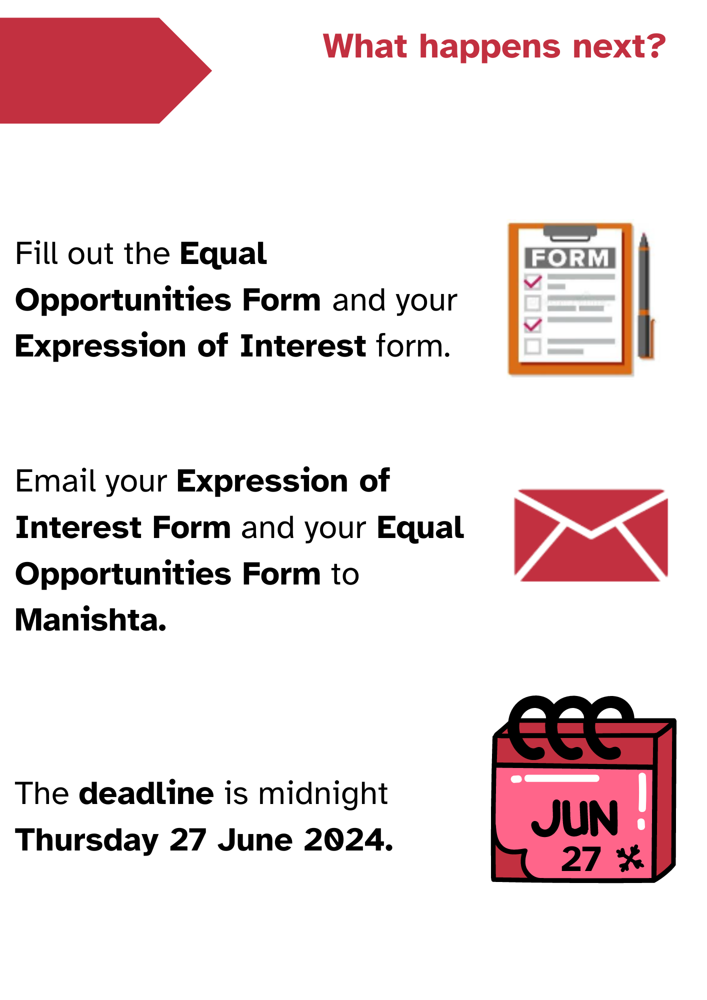 What happens next?
Fill out the Equal
Opportunities Form and your
Expression of Interest form.
FORM
Email your Expression of
Interest Form and your Equal
Opportunities Form to
Manishta.
The deadline is midnight
Thursday 27 June 2024.
JUN
27